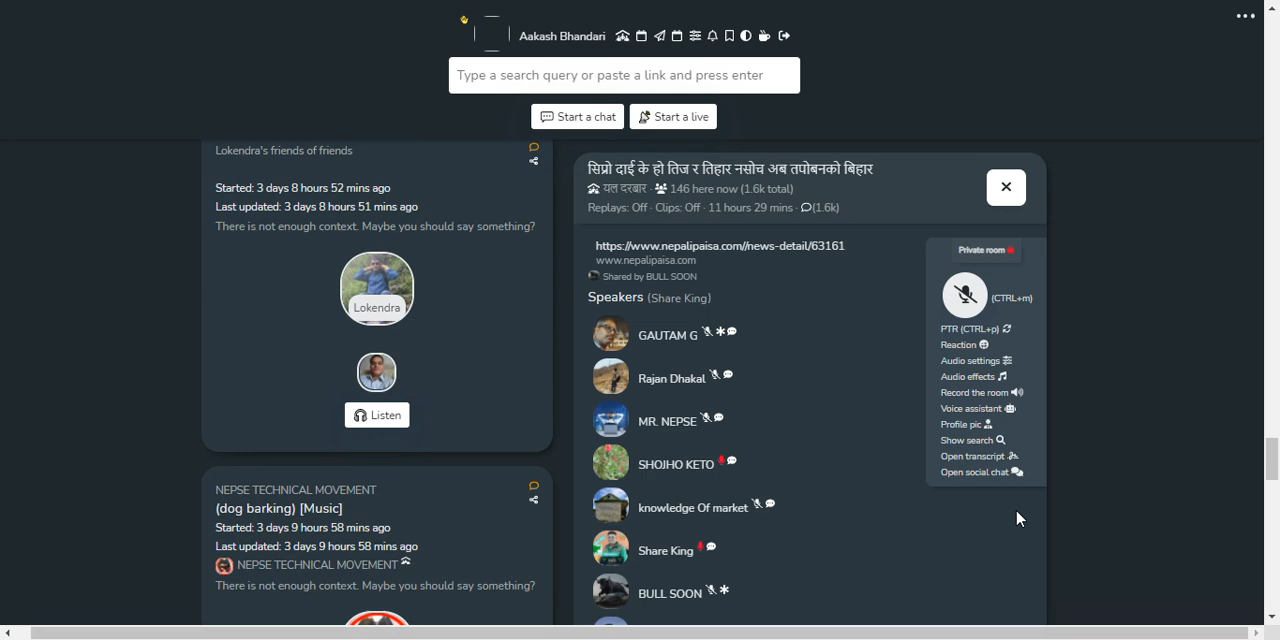 Aakash Bhandari
Type a search query or paste a link and press enter
Start a chat
Start a live
Lokendra's friends of friends
Started: 3 days 8 hours 52 mins ago
Last updated: 3 days 8 hours 51 mins ago
There is not enough context. Maybe you should say something?
Lokendra
Listen
NEPSE TECHNICAL MOVEMENT
(dog barking) [Music]
Started: 3 days 9 hours 58 mins ago
Last updated: 3 days 9 hours 58 mins ago
NEPSE TECHNICAL MOVEMENT
There is not enough context. Maybe you should say something?
सिप्रो दाई के हो तिज र तिहार नसोच अब तपोबनको बिहार
यल दरबार · 146 here now (1.6k total)
Replays: Off · Clips: Off · 11 hours 29 mins · (1.6k)
https://www.nepalipaisa.com//news-detail/63161
www.nepalipaisa.com
Shared by BULL SOON
Speakers (Share King)
GAUTAM G
Rajan Dhakal
MR. NEPSE
SHOJHO KETO
knowledge Of market
Share King
BULL SOON
Private room
(CTRL+m)
PTR (CTRL+p)
Reaction
Audio settings
Audio effects
Record the room
Voice assistant
Profile pic
Show search
Open transcript
Open social chat